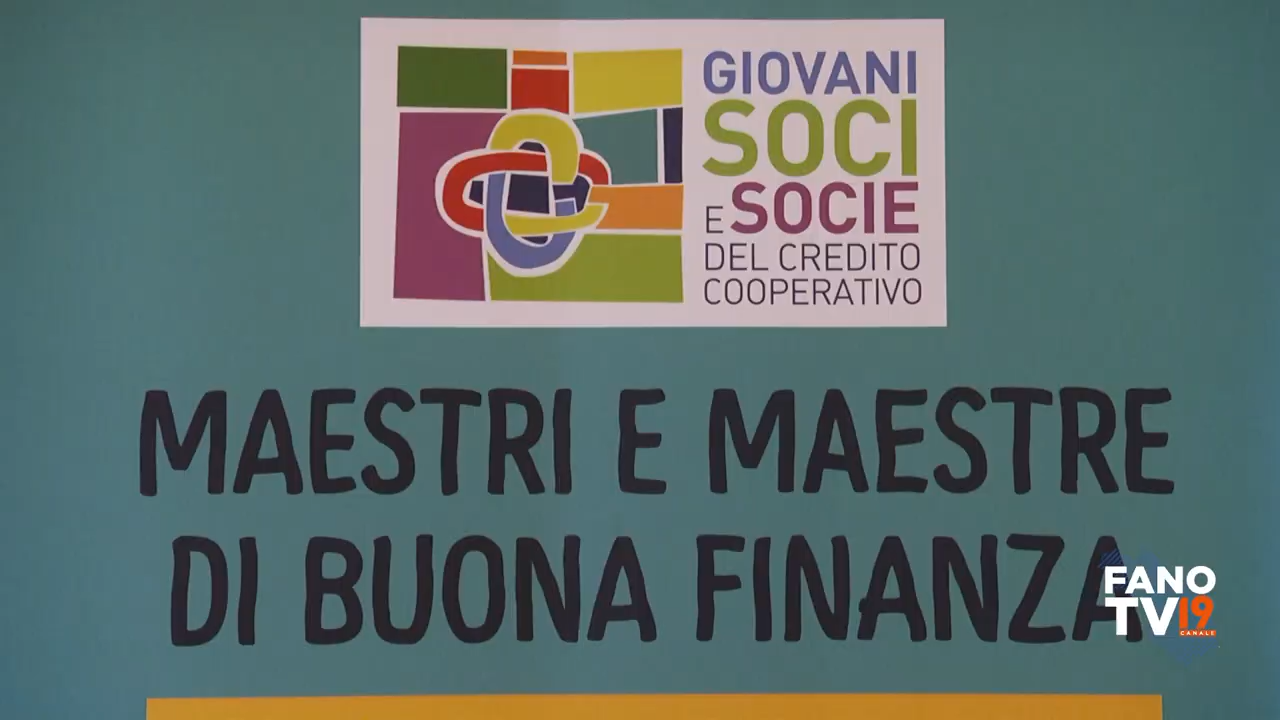 GIOVANI
SOCI
E SOCIE
DEL CREDITO
COOPERATIVO
MAESTRI E MAESTRE
DI BUONA FINANZA
FANO
TV19
CANALE